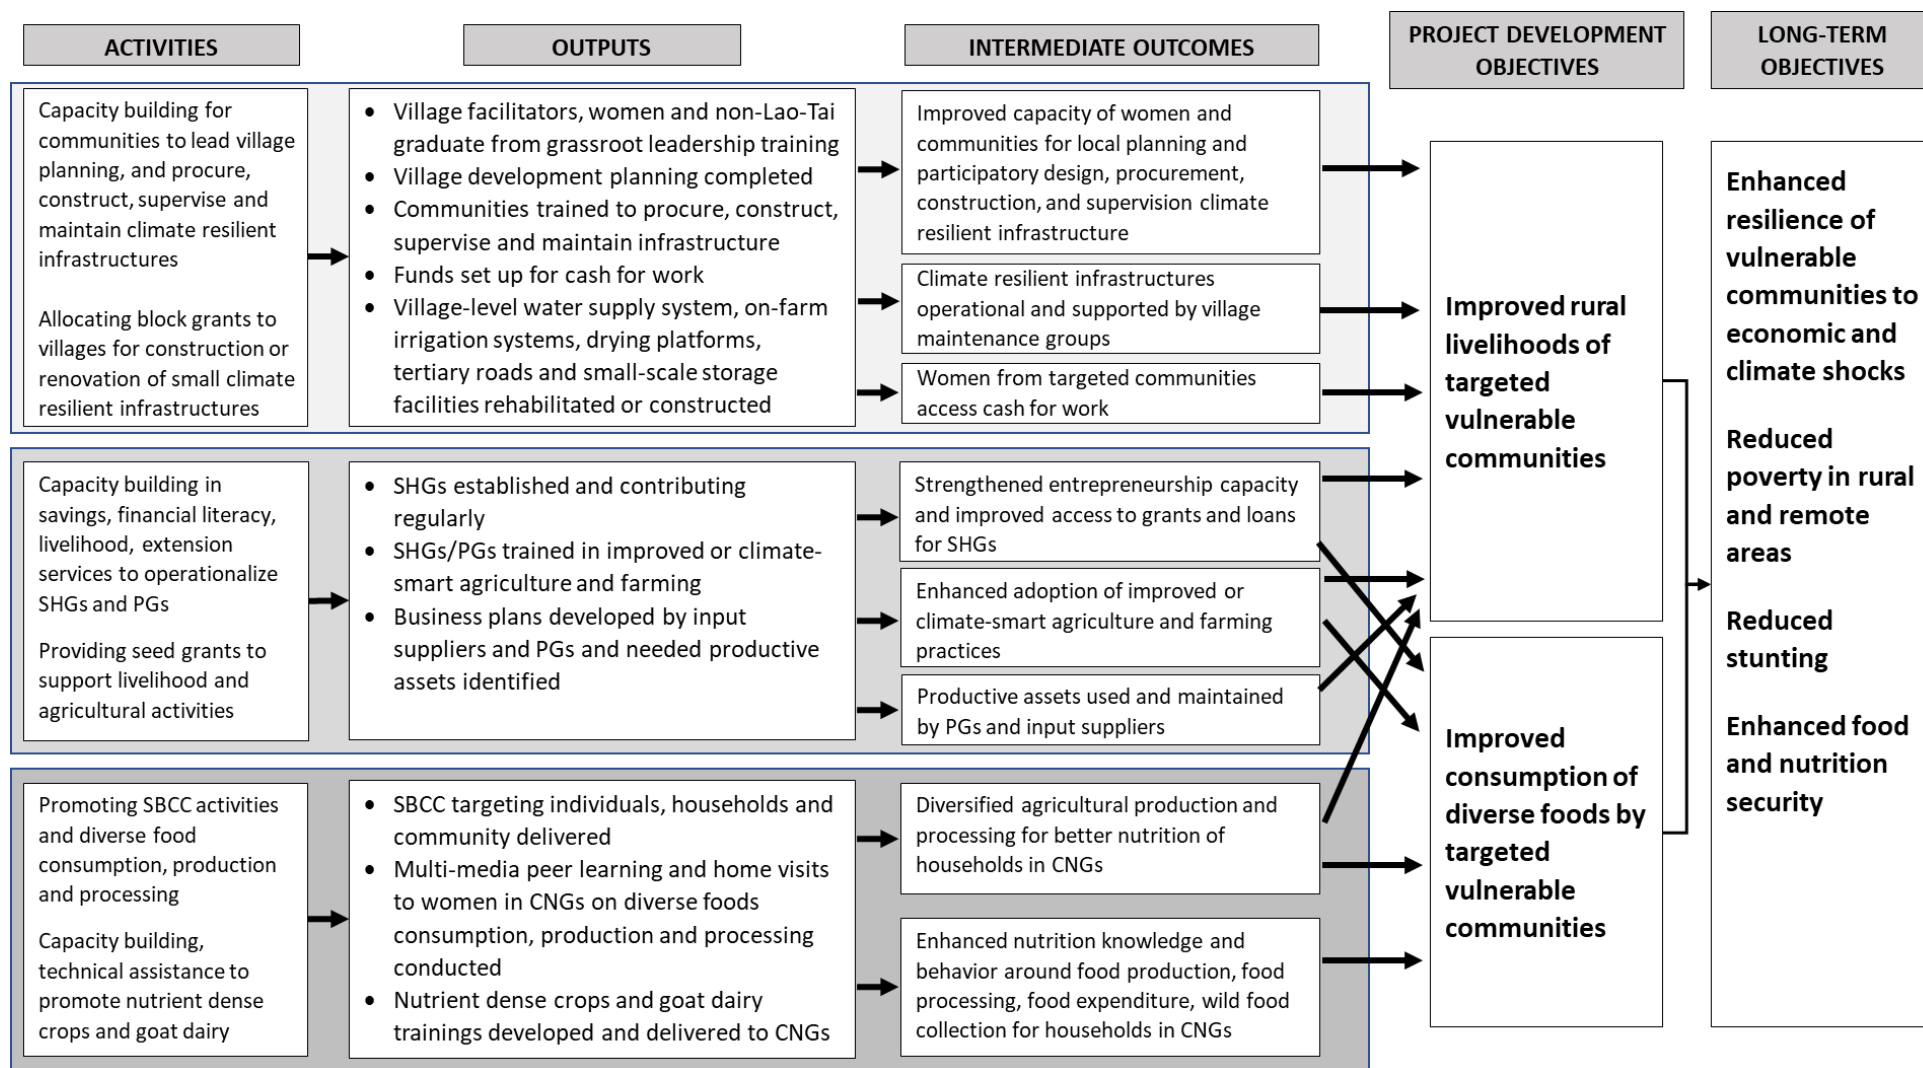 ACTIVITIES
OUTPUTS
INTERMEDIATE OUTCOMES
PROJECT DEVELOPMENT
OBJECTIVES
LONG-TERM
OBJECTIVES
Capacity building for
communities to lead village
planning, and procure,
construct, supervise and
maintain climate resilient
infrastructures
Allocating block grants to
villages for construction or
renovation of small climate
resilient infrastructures
• Village facilitators, women and non-Lao-Tai
graduate from grassroot leadership training
• Village development planning completed
• Communities trained to procure, construct,
supervise and maintain infrastructure
• Funds set up for cash for work
• Village-level water supply system, on-farm
irrigation systems, drying platforms,
tertiary roads and small-scale storage
facilities rehabilitated or constructed
Improved capacity of women and
communities for local planning and
participatory design, procurement,
construction, and supervision climate
resilient infrastructure
Climate resilient infrastructures
operational and supported by village
maintenance groups
Women from targeted communities
access cash for work
Capacity building in
savings, financial literacy,
livelihood, extension
services to operationalize
SHGs and PGs
Providing seed grants to
support livelihood and
agricultural activities
• SHGs established and contributing
regularly
• SHGs/PGs trained in improved or climate-
smart agriculture and farming
• Business plans developed by input
suppliers and PGs and needed productive
assets identified
Strengthened entrepreneurship capacity
and improved access to grants and loans
for SHGs
Enhanced adoption of improved or
climate-smart agriculture and farming
practices
Productive assets used and maintained
by PGs and input suppliers
Promoting SBCC activities
and diverse food
consumption, production
and processing
Capacity building,
technical assistance to
promote nutrient dense
crops and goat dairy
• SBCC targeting individuals, households and
community delivered
• Multi-media peer learning and home visits
to women in CNGs on diverse foods
consumption, production and processing
conducted
• Nutrient dense crops and goat dairy
trainings developed and delivered to CNGs
Diversified agricultural production and
processing for better nutrition of
households in CNGs
Enhanced nutrition knowledge and
behavior around food production, food
processing, food expenditure, wild food
collection for households in CNGs
Improved rural
livelihoods of
targeted
vulnerable
communities
Improved
consumption of
diverse foods by
targeted
vulnerable
communities
Enhanced
resilience of
vulnerable
communities to
economic and
climate shocks
Reduced
poverty in rural
and remote
areas
Reduced
stunting
Enhanced food
and nutrition
security